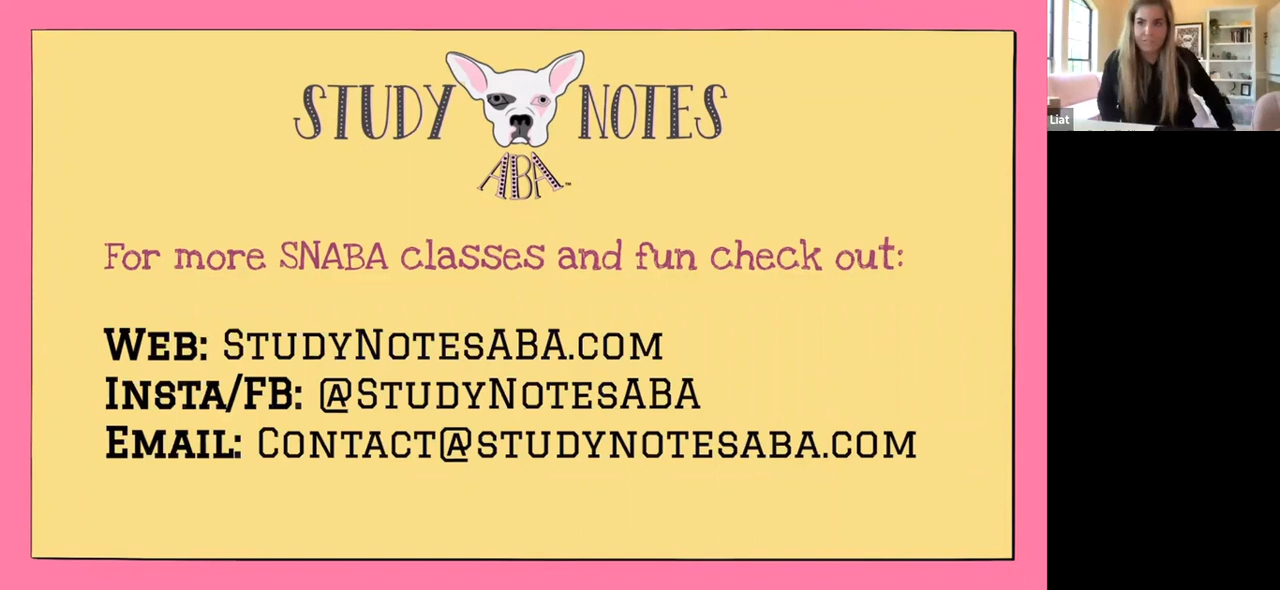 STUDY NOTES
ABA™
For more SNABA classes and fun check out:
WEB: STUDYNOTESABA.COM
INSTA/FB: @STUDYNOTESABA
EMAIL: CONTACT@STUDYNOTESABA.COM
Liat